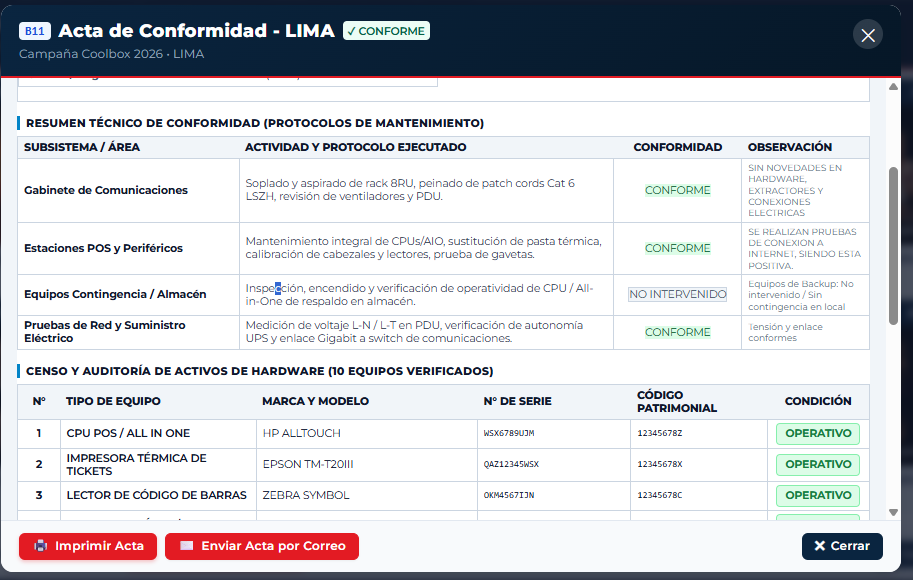 B11 Acta de Conformidad - LIMA ✓ CONFORME
Campaña Coolbox 2026 · LIMA
RESUMEN TÉCNICO DE CONFORMIDAD (PROTOCOLOS DE MANTENIMIENTO)
SUBSISTEMA / ÁREA ACTIVIDAD Y PROTOCOLO EJECUTADO CONFORMIDAD OBSERVACIÓN
Gabinete de Comunicaciones
Soplado y aspirado de rack 8RU, peinado de patch cords Cat 6
LSZH, revisión de ventiladores y PDU.
CONFORME
SIN NOVEDADES EN
HARDWARE,
EXTRACTORES Y
CONEXIONES
ELECTRICAS
Estaciones POS y Periféricos
Mantenimiento integral de CPUs/AIO, sustitución de pasta térmica,
calibración de cabezales y lectores, prueba de gavetas.
CONFORME
SE REALIZAN PRUEBAS
DE CONEXION A
INTERNET, SIENDO ESTA
POSITIVA.
Equipos Contingencia / Almacén
Inspección, encendido y verificación de operatividad de CPU / All-
in-One de respaldo en almacén.
NO INTERVENIDO
Equipos de Backup: No
intervenido / Sin
contingencia en local
Pruebas de Red y Suministro
Eléctrico
Medición de voltaje L-N / L-T en PDU, verificación de autonomía
UPS y enlace Gigabit a switch de comunicaciones.
CONFORME
Tensión y enlace
conformes
CENSO Y AUDITORÍA DE ACTIVOS DE HARDWARE (10 EQUIPOS VERIFICADOS)
N° TIPO DE EQUIPO MARCA Y MODELO N° DE SERIE CÓDIGO
PATRIMONIAL CONDICIÓN
1 CPU POS / ALL IN ONE HP ALLTOUCH WSX6789UJM 12345678Z OPERATIVO
2 IMPRESORA TÉRMICA DE
TICKETS EPSON TM-T20III QAZ12345WSX 12345678X OPERATIVO
3 LECTOR DE CÓDIGO DE BARRAS ZEBRA SYMBOL OKM4567IJN 12345678C OPERATIVO
Imprimir Acta Enviar Acta por Correo × Cerrar